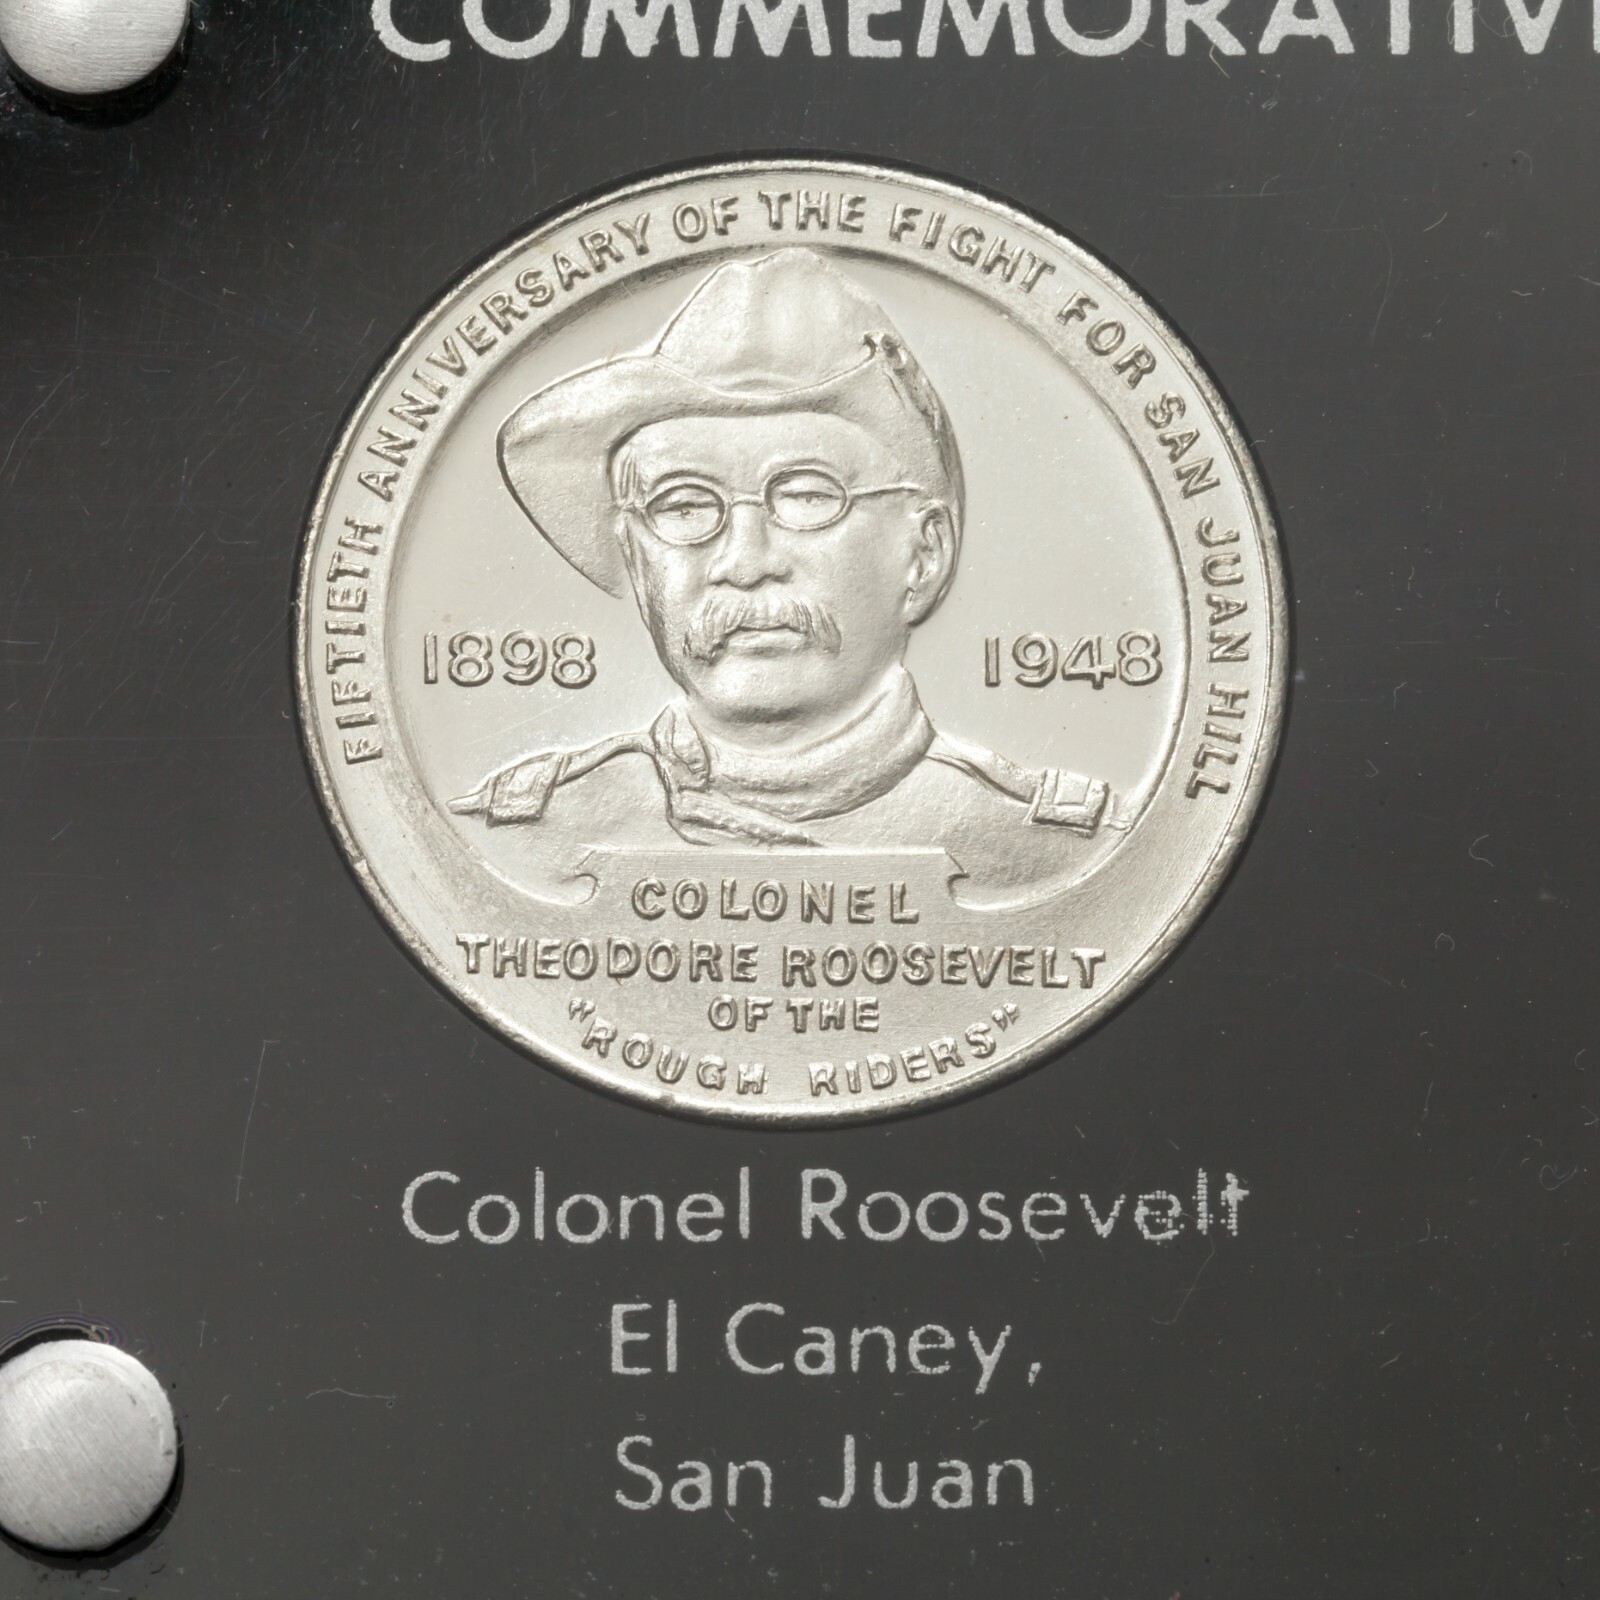 COMMEMORATIV
FIFTIETH ANNIVERSARY OF THE FIGHT FOR SAN JUAN HILL
1898 1948
COLONEL
THEODORE ROOSEVELT
OF THE
"ROUGH RIDERS"
Colonel Roosevelt
El Caney,
San Juan